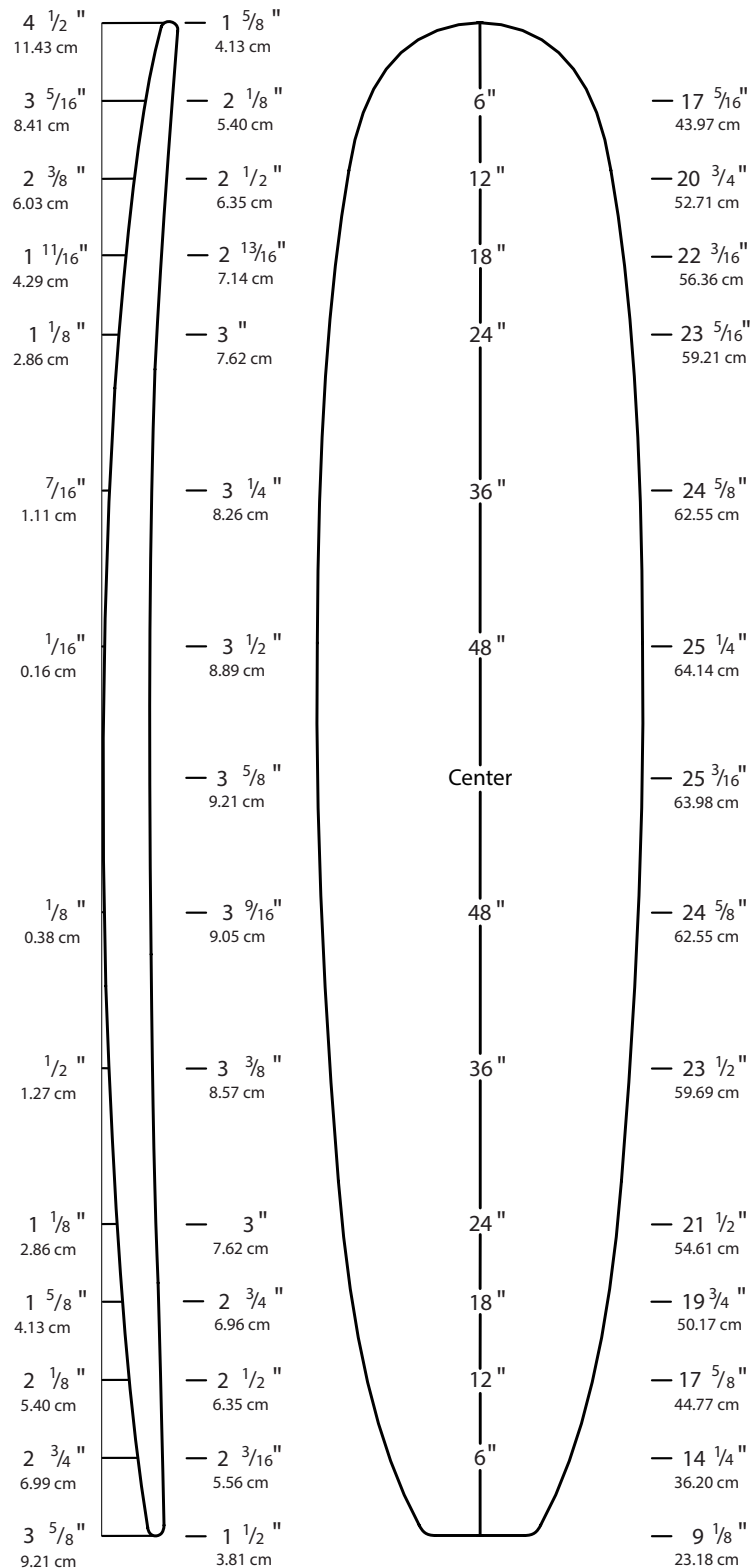 4 1/2 " 1 5/8 "
11.43 cm 4.13 cm
3 5/16" 2 1/8 " 6" 17 5/16"
8.41 cm 5.40 cm 43.97 cm
2 3/8 " 2 1/2 " 12" 20 3/4 "
6.03 cm 6.35 cm 52.71 cm
1 11/16" 2 13/16" 18" 22 3/16"
4.29 cm 7.14 cm 56.36 cm
1 1/8 " 3 " 24" 23 5/16"
2.86 cm 7.62 cm 59.21 cm
7/16" 3 1/4 " 36" 24 5/8 "
1.11 cm 8.26 cm 62.55 cm
1/16" 3 1/2 " 48" 25 1/4 "
0.16 cm 8.89 cm 64.14 cm
3 5/8 " Center 25 3/16"
9.21 cm 63.98 cm
1/8 " 3 9/16" 48" 24 5/8 "
0.38 cm 9.05 cm 62.55 cm
1/2 " 3 3/8 " 36" 23 1/2 "
1.27 cm 8.57 cm 59.69 cm
1 1/8 " 3" 24" 21 1/2 "
2.86 cm 7.62 cm 54.61 cm
1 5/8 " 2 3/4 " 18" 19 3/4 "
4.13 cm 6.96 cm 50.17 cm
2 1/8 " 2 1/2 " 12" 17 5/8 "
5.40 cm 6.35 cm 44.77 cm
2 3/4 " 2 3/16" 6" 14 1/4 "
6.99 cm 5.56 cm 36.20 cm
3 5/8 " 1 1/2 " 9 1/8 "
9.21 cm 3.81 cm 23.18 cm